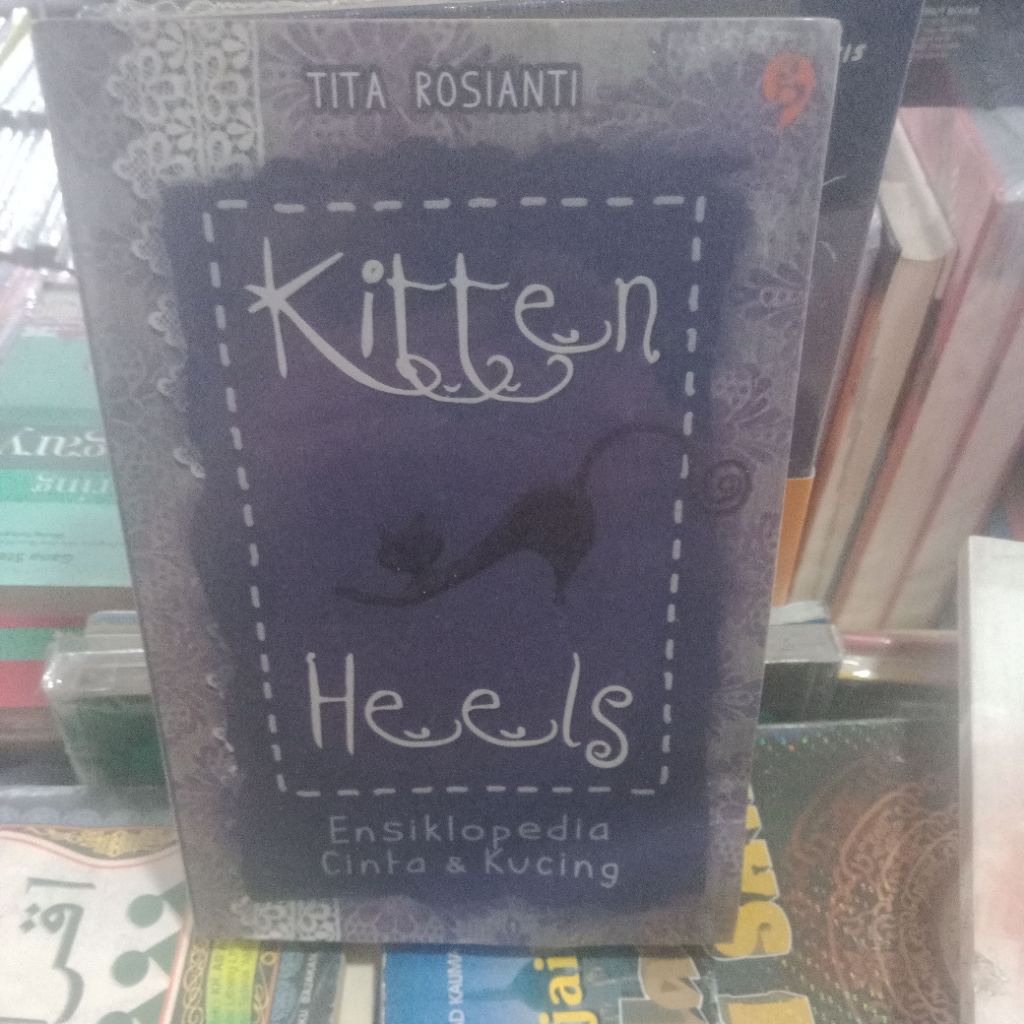 TITA ROSIANTI
Kitten
Heels
Ensiklopedia
Cinta & Kucing